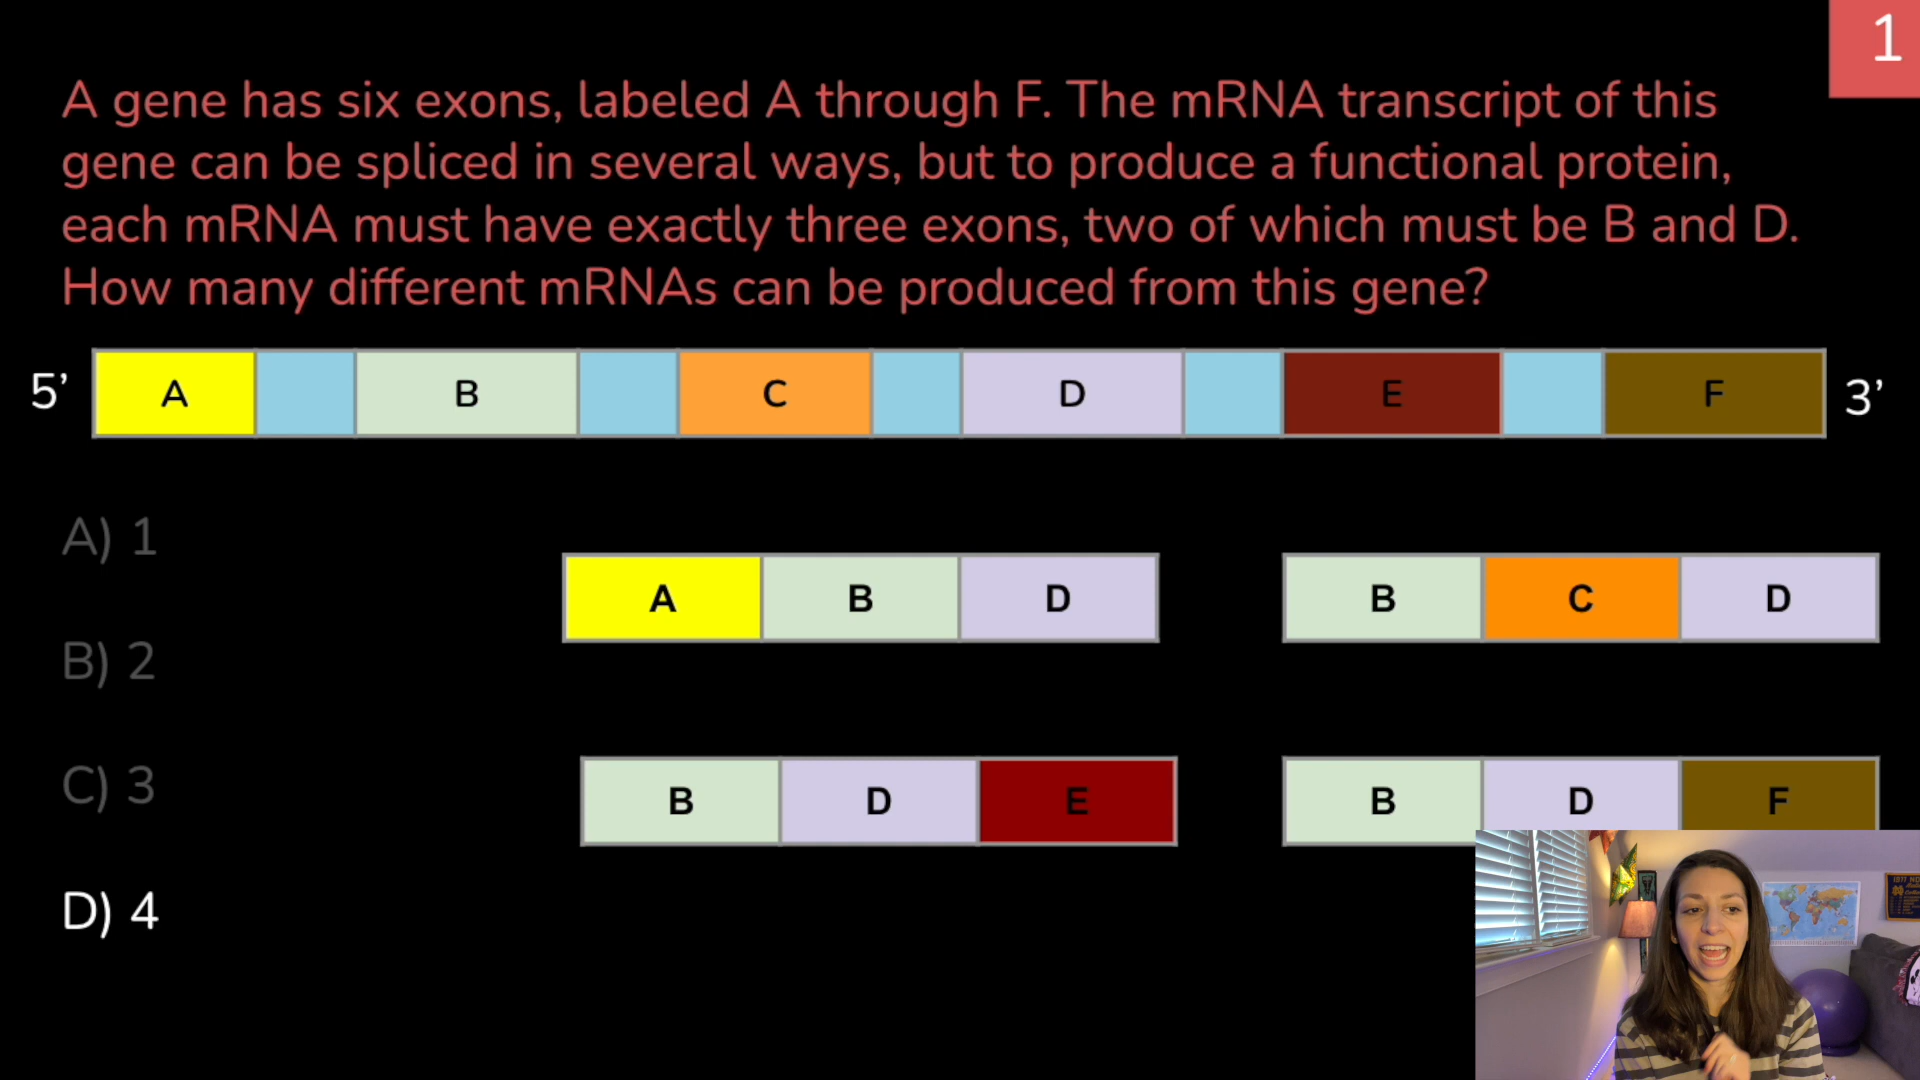 1
A gene has six exons, labeled A through F. The mRNA transcript of this
gene can be spliced in several ways, but to produce a functional protein,
each mRNA must have exactly three exons, two of which must be B and D.
How many different mRNAs can be produced from this gene?
5’ A B C D E F 3’
A) 1
A B D
B C D
B) 2
C) 3
B D E
B D F
D) 4